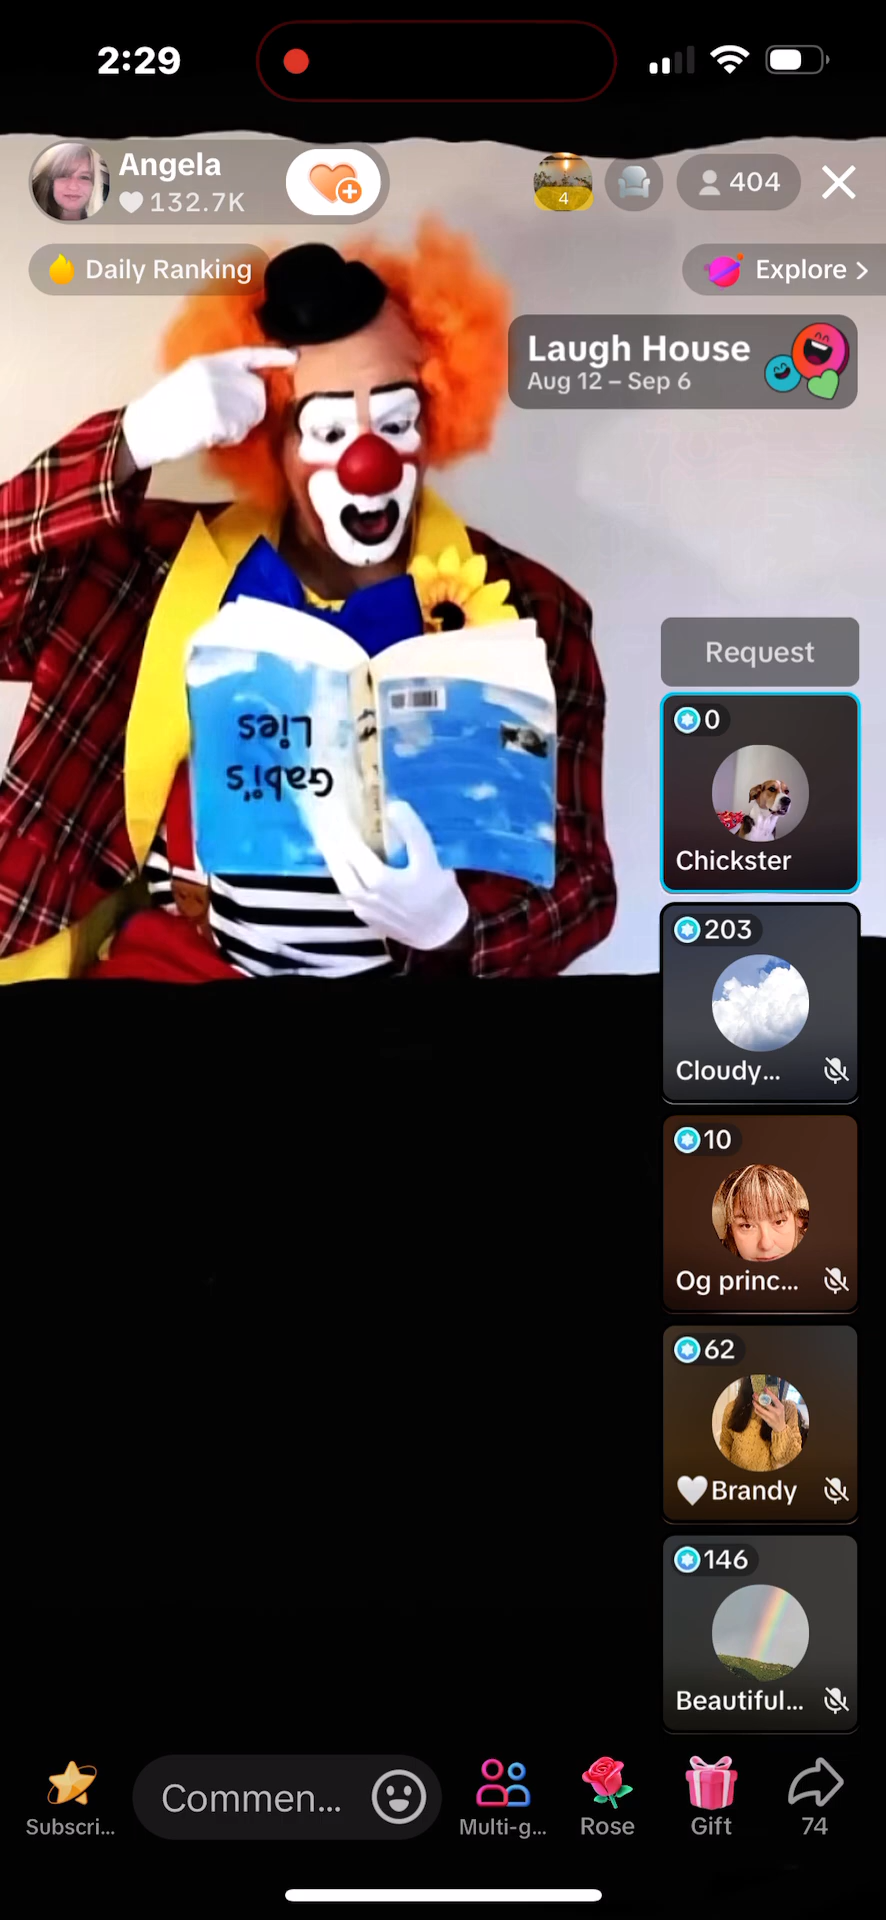 2:29
Angela
132.7K
4
404
Daily Ranking
Explore >
Laugh House
Aug 12 – Sep 6
Gabi's
Lies
Request
0
Chickster
203
Cloudy...
10
Og princ...
62
🤍Brandy
146
Beautiful...
Subscri...
Commen...
Multi-g...
Rose
Gift
74